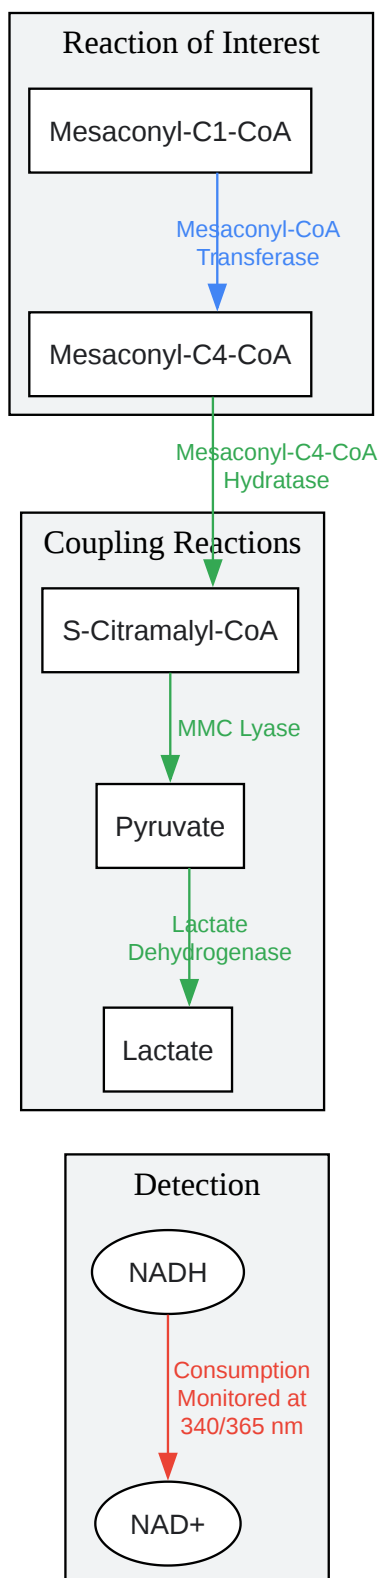 Reaction of Interest
Mesaconyl-C1-CoA
Mesaconyl-CoA
Transferase
Mesaconyl-C4-CoA
Mesaconyl-C4-CoA
Hydratase
Coupling Reactions
S-Citramalyl-CoA
MMC Lyase
Pyruvate
Lactate
Dehydrogenase
Lactate
Detection
NADH
Consumption
Monitored at
340/365 nm
NAD+